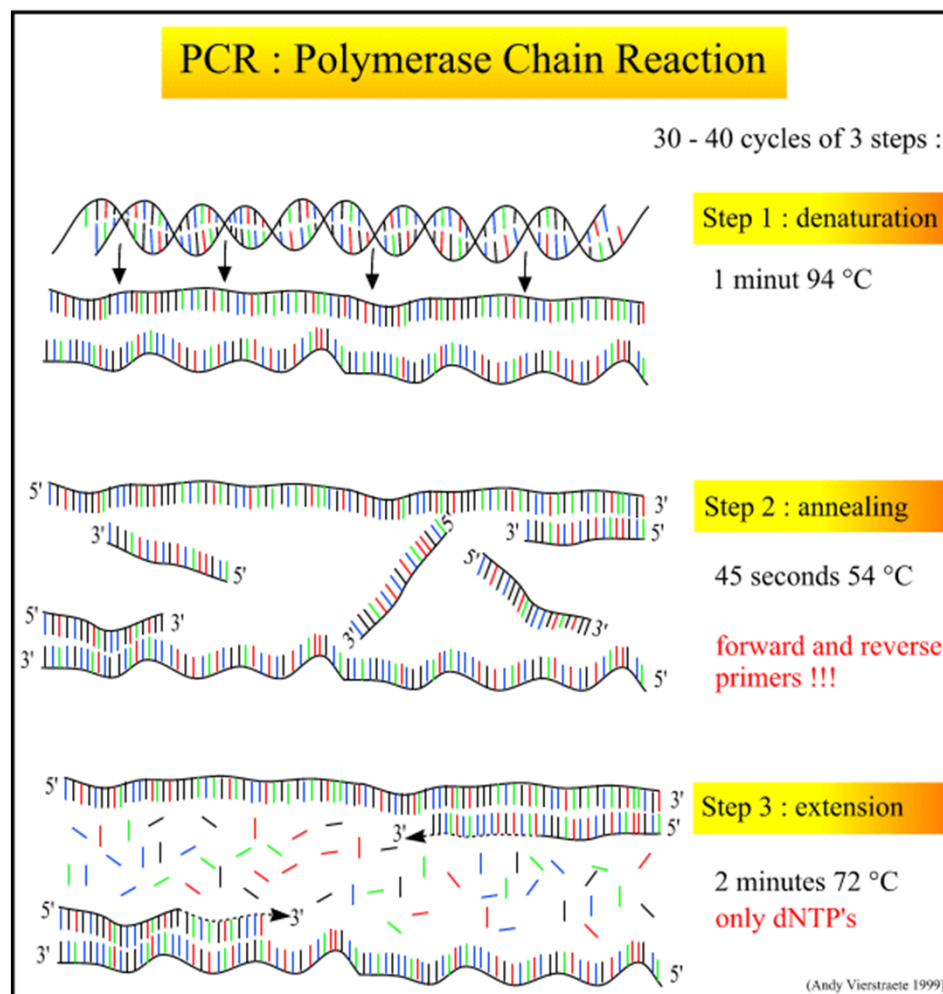 PCR : Polymerase Chain Reaction
30 - 40 cycles of 3 steps :
Step 1 : denaturation
1 minut 94 °C
5'
3'
Step 2 : annealing
3'
5'
5'
3'
5'
45 seconds 54 °C
5'
5'
3'
3'
3'
3'
5'
forward and reverse
primers !!!
5'
3'
Step 3 : extension
3'
5'
2 minutes 72 °C
only dNTP's
5'
3'
3'
5'
(Andy Vierstraete 1999)